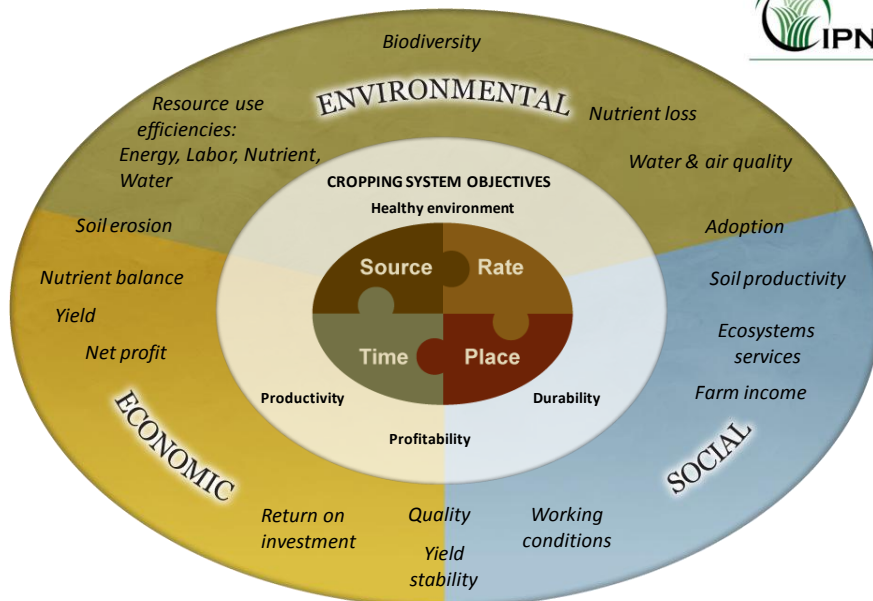 IPN
Biodiversity
ENVIRONMENTAL
Resource use
efficiencies:
Energy, Labor, Nutrient,
Water
Nutrient loss
Water & air quality
CROPPING SYSTEM OBJECTIVES
Healthy environment
Soil erosion
Adoption
Source
Rate
Nutrient balance
Soil productivity
Yield
Ecosystems
services
Net profit
Time
Place
Farm income
Productivity
Durability
Profitability
ECONOMIC
SOCIAL
Return on
investment
Quality
Yield
stability
Working
conditions